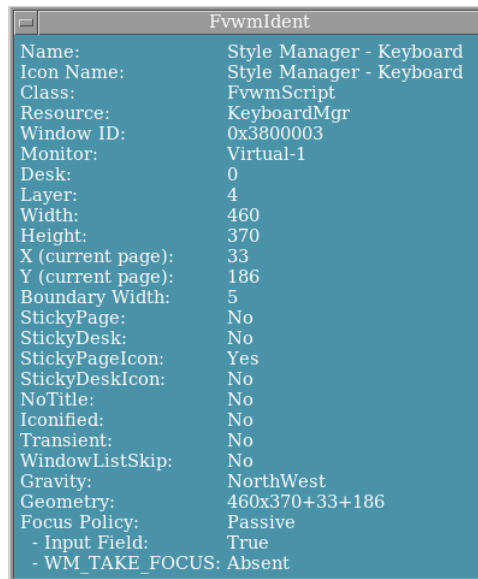 FvwmIdent
Name: Style Manager - Keyboard
Icon Name: Style Manager - Keyboard
Class: FvwmScript
Resource: KeyboardMgr
Window ID: 0x3800003
Monitor: Virtual-1
Desk: 0
Layer: 4
Width: 460
Height: 370
X (current page): 33
Y (current page): 186
Boundary Width: 5
StickyPage: No
StickyDesk: No
StickyPageIcon: Yes
StickyDeskIcon: No
NoTitle: No
Iconified: No
Transient: No
WindowListSkip: No
Gravity: NorthWest
Geometry: 460x370+33+186
Focus Policy: Passive
- Input Field: True
- WM_TAKE_FOCUS: Absent